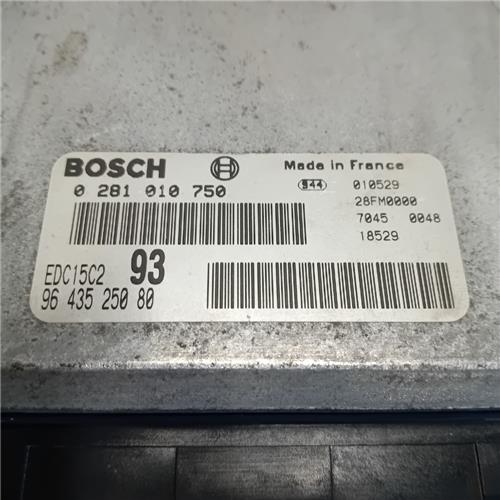 BOSCH
Made in France
0 281 010 750
944 010529
28FM0000
7045 0048
18529
EDC15C2 93
96 435 250 80